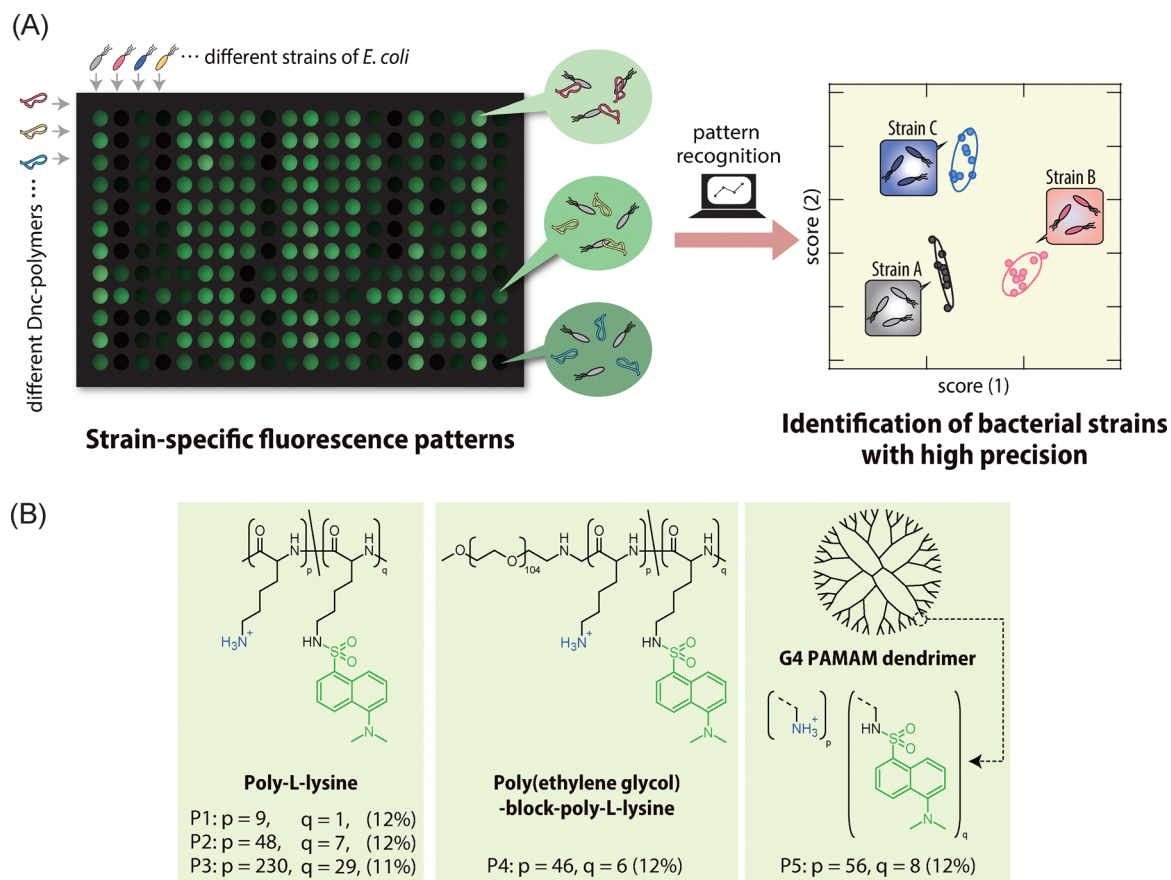 (A)
··· different strains of E. coli
different Dnc-polymers ···
pattern
recognition
Strain C
Strain B
Strain A
score (2)
score (1)
Strain-specific fluorescence patterns
Identification of bacterial strains
with high precision
(B)
O
H
N
p
O
H
N
q
H3N+
HN
S
O
O
N
Poly-L-lysine
P1: p = 9, q = 1, (12%)
P2: p = 48, q = 7, (12%)
P3: p = 230, q = 29, (11%)
O
O
104
H
N
O
H
N
p
O
H
N
q
H3N+
HN
S
O
O
N
Poly(ethylene glycol)
-block-poly-L-lysine
P4: p = 46, q = 6 (12%)
G4 PAMAM dendrimer
NH3+
p
HN
S
O
O
N
q
P5: p = 56, q = 8 (12%)